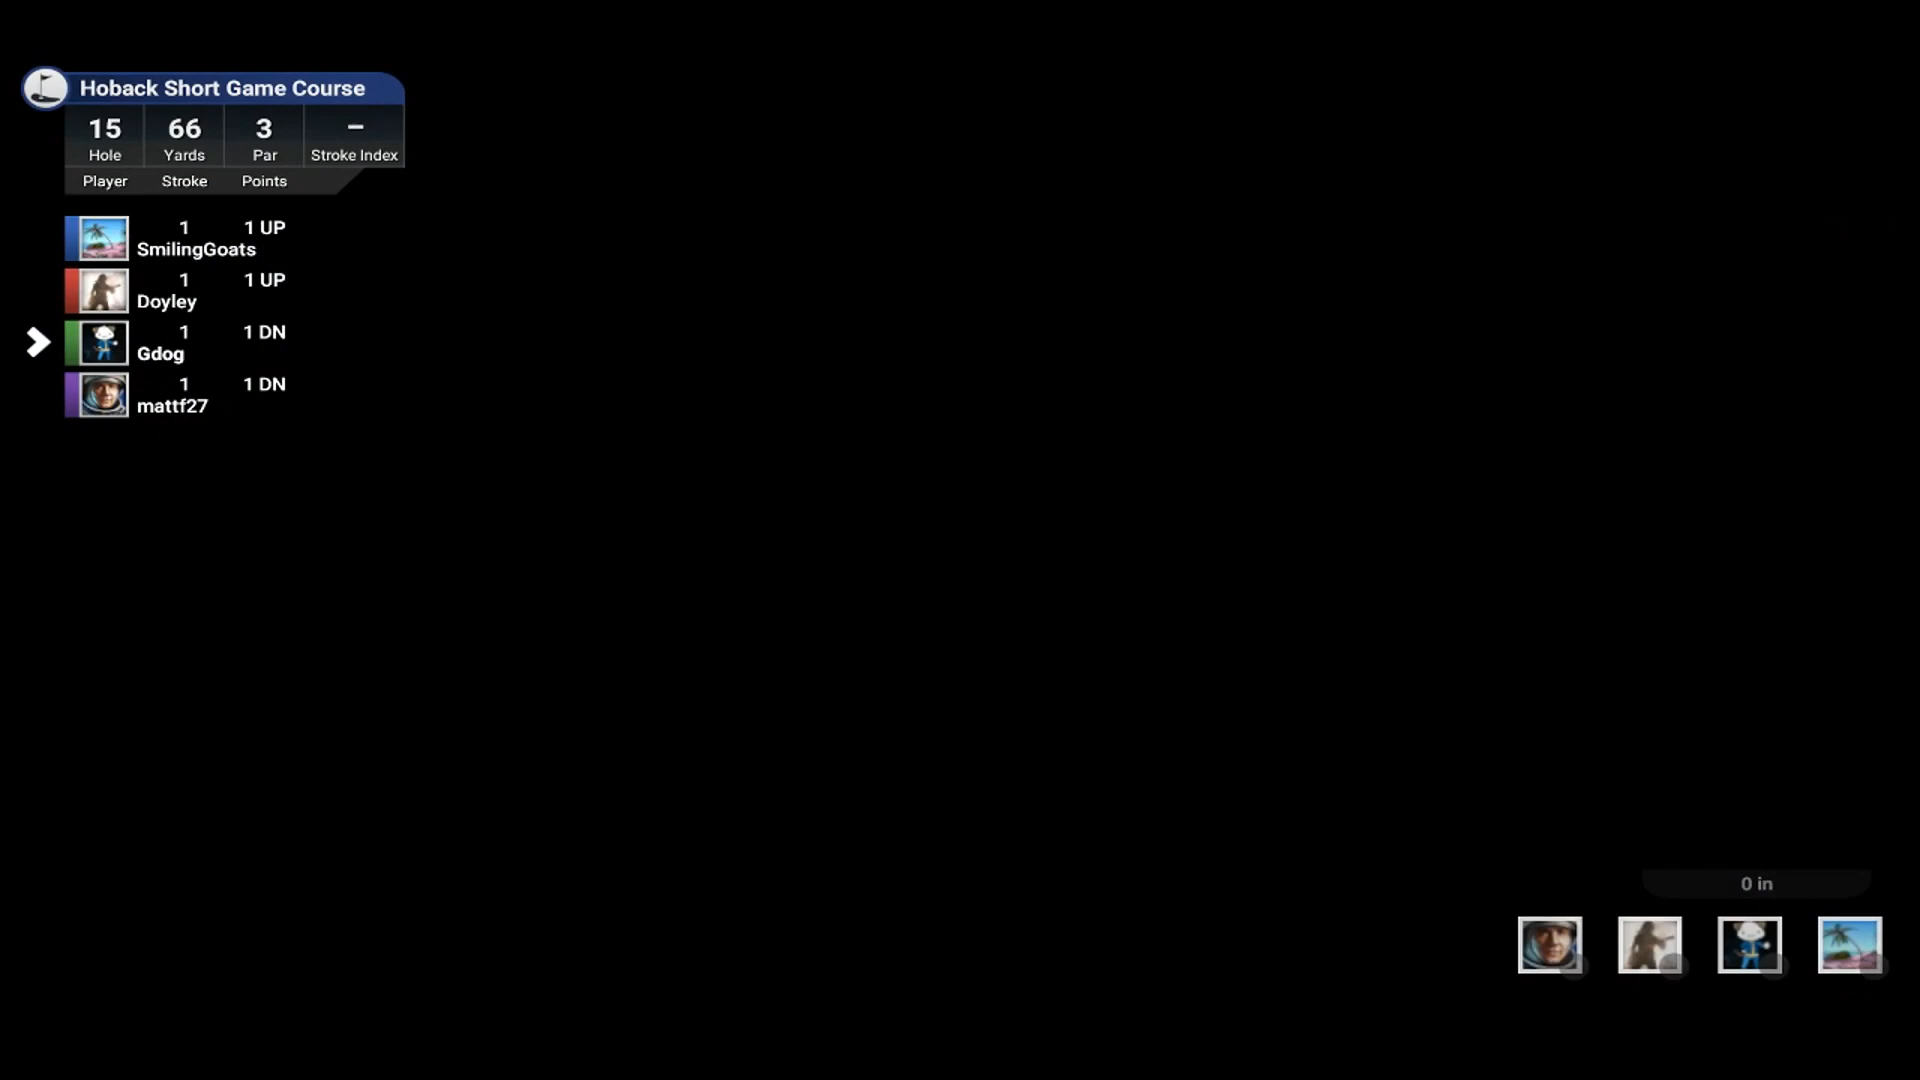 Hoback Short Game Course
15 66 3 –
Hole Yards Par Stroke Index
Player Stroke Points
1 1 UP
SmilingGoats
1 1 UP
Doyley
1 1 DN
Gdog
1 1 DN
mattf27
0 in